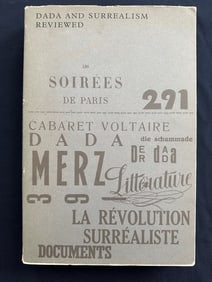 DADA AND SURREALISM
REVIEWED
LES
SOIRÉES
DE PARIS
291
CABARET VOLTAIRE
DADA
die schammade
DER dada
MERZ
Littérature
391
LA RÉVOLUTION
SURRÉALISTE
DOCUMENTS